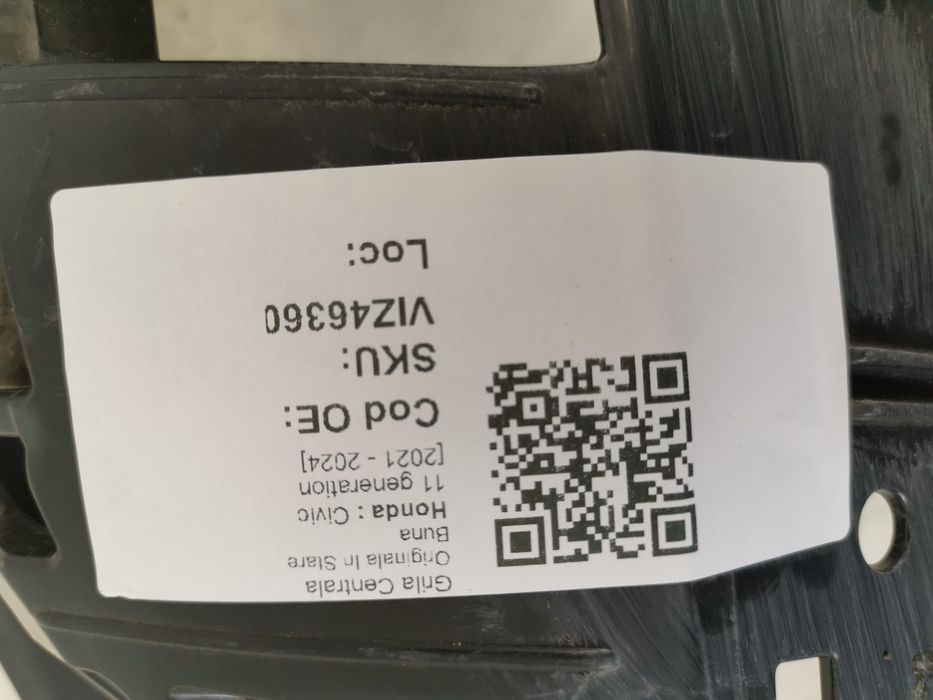 Grila Centrala
Originala In Stare
Buna
Honda : Civic
11 generation
[2021 - 2024]
Cod OE:
SKU:
VIZ46360
Loc: